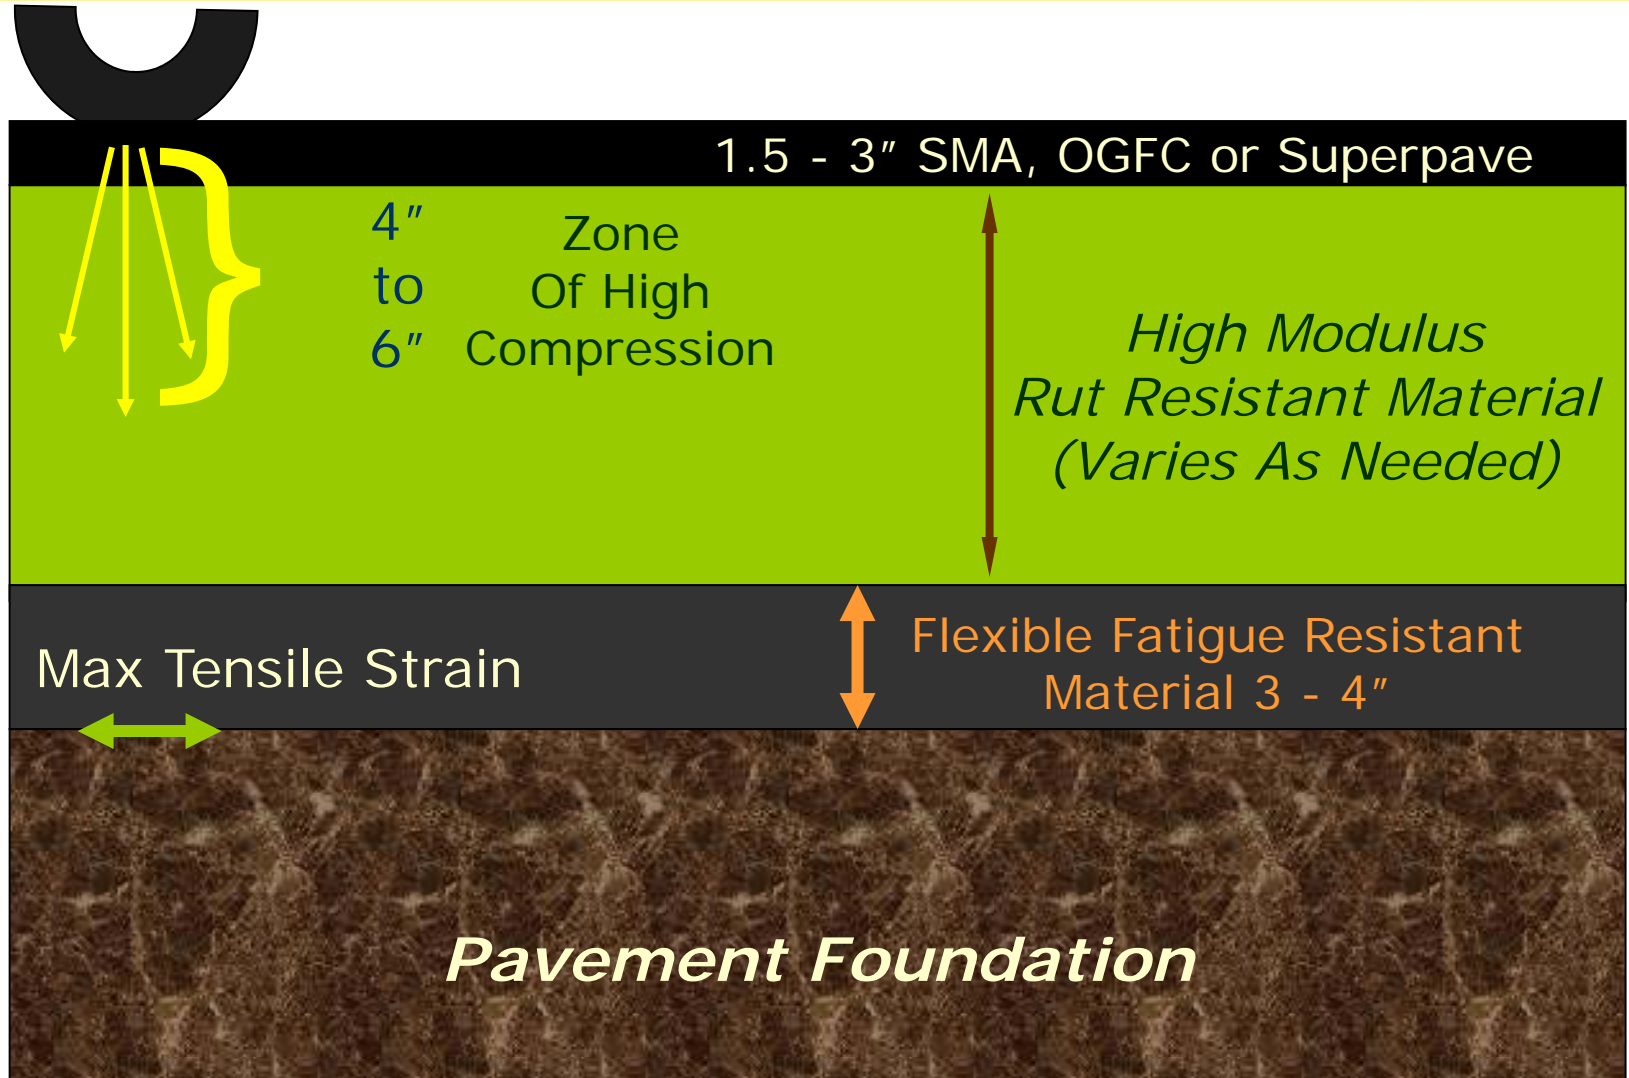 1.5 - 3" SMA, OGFC or Superpave
4"
to
6"
Zone
Of High
Compression
High Modulus
Rut Resistant Material
(Varies As Needed)
Max Tensile Strain
Flexible Fatigue Resistant
Material 3 - 4"
Pavement Foundation